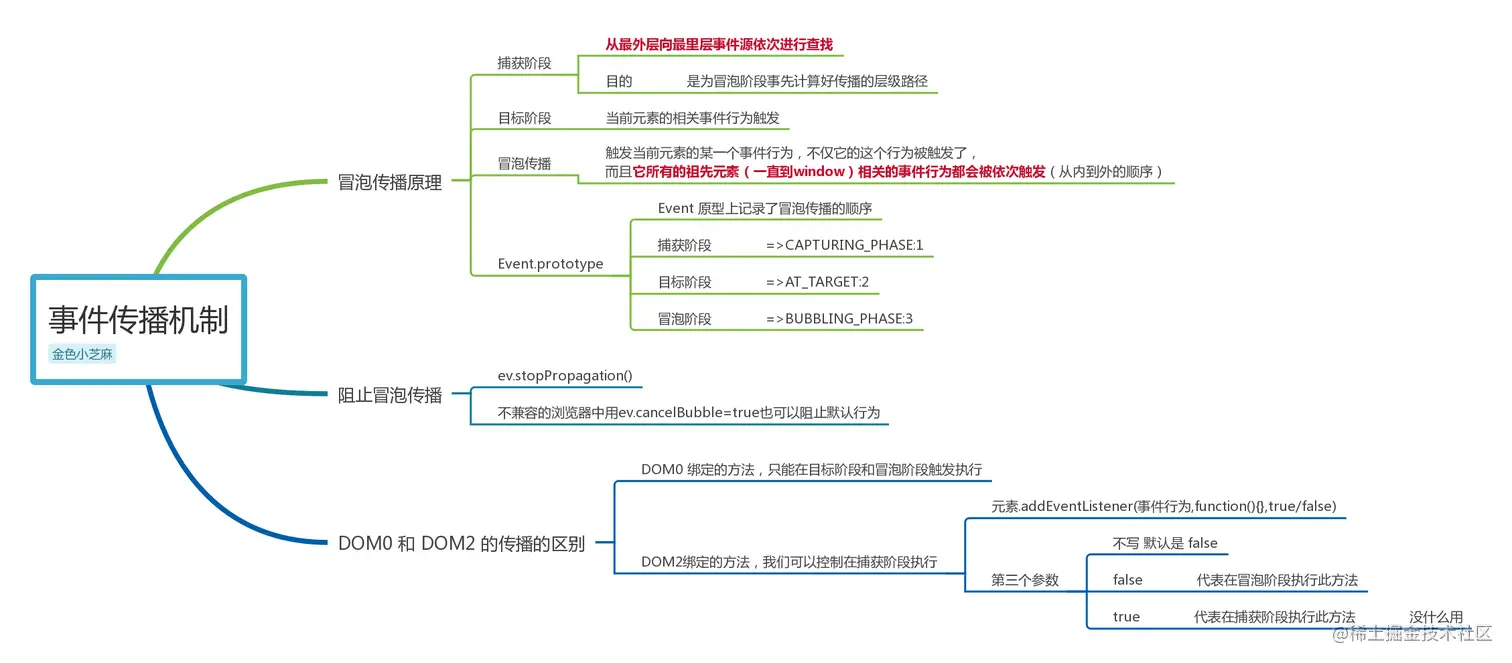 事件传播机制
金色小芝麻
冒泡传播原理
捕获阶段
从最外层向最里层事件源依次进行查找
目的 是为冒泡阶段事先计算好传播的层级路径
目标阶段 当前元素的相关事件行为触发
冒泡传播
触发当前元素的某一个事件行为，不仅它的这个行为被触发了，
而且它所有的祖先元素（一直到window）相关的事件行为都会被依次触发（从内到外的顺序）
Event.prototype
Event 原型上记录了冒泡传播的顺序
捕获阶段 =>CAPTURING_PHASE:1
目标阶段 =>AT_TARGET:2
冒泡阶段 =>BUBBLING_PHASE:3
阻止冒泡传播
ev.stopPropagation()
不兼容的浏览器中用ev.cancelBubble=true也可以阻止默认行为
DOM0 和 DOM2 的传播的区别
DOM0 绑定的方法，只能在目标阶段和冒泡阶段触发执行
DOM2绑定的方法，我们可以控制在捕获阶段执行
元素.addEventListener(事件行为,function(){},true/false)
第三个参数
不写 默认是 false
false 代表在冒泡阶段执行此方法
true 代表在捕获阶段执行此方法 没什么用
@稀土掘金技术社区